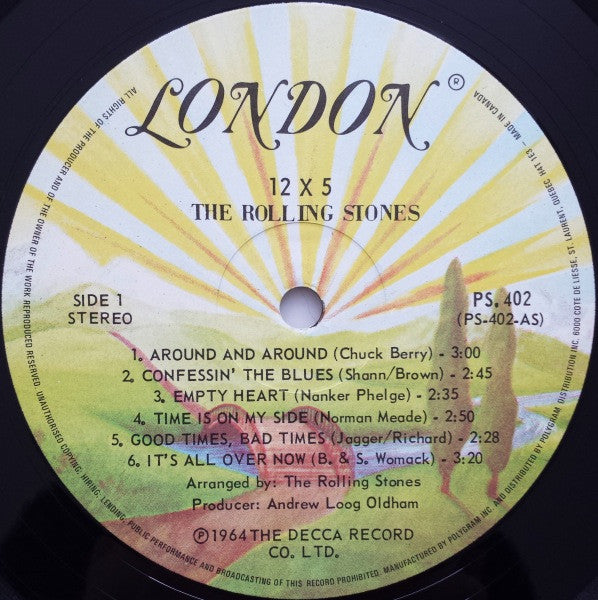 LONDON ®
12 X 5
THE ROLLING STONES
SIDE 1
STEREO
PS. 402
(PS-402-AS)
1. AROUND AND AROUND (Chuck Berry) - 3:00
2. CONFESSIN' THE BLUES (Shann/Brown) - 2:45
3. EMPTY HEART (Nanker Phelge) - 2:35
4. TIME IS ON MY SIDE (Norman Meade) - 2:50
5. GOOD TIMES, BAD TIMES (Jagger/Richard) - 2:28
6. IT'S ALL OVER NOW (B. & S. Womack) - 3:20
Arranged by: The Rolling Stones
Producer: Andrew Loog Oldham
℗1964 THE DECCA RECORD
CO. LTD.
ALL RIGHTS OF THE PRODUCER AND OF THE OWNER OF THE WORK REPRODUCED RESERVED. UNAUTHORISED COPYING, HIRING, LENDING, PUBLIC PERFORMANCE AND BROADCASTING OF THIS RECORD PROHIBITED. MANUFACTURED BY POLYGRAM INC. AND DISTRIBUTED BY POLYGRAM DISTRIBUTION INC. 6000 COTE DE LIESSE, ST. LAURENT, QUEBEC H4T 1E3 - MADE IN CANADA